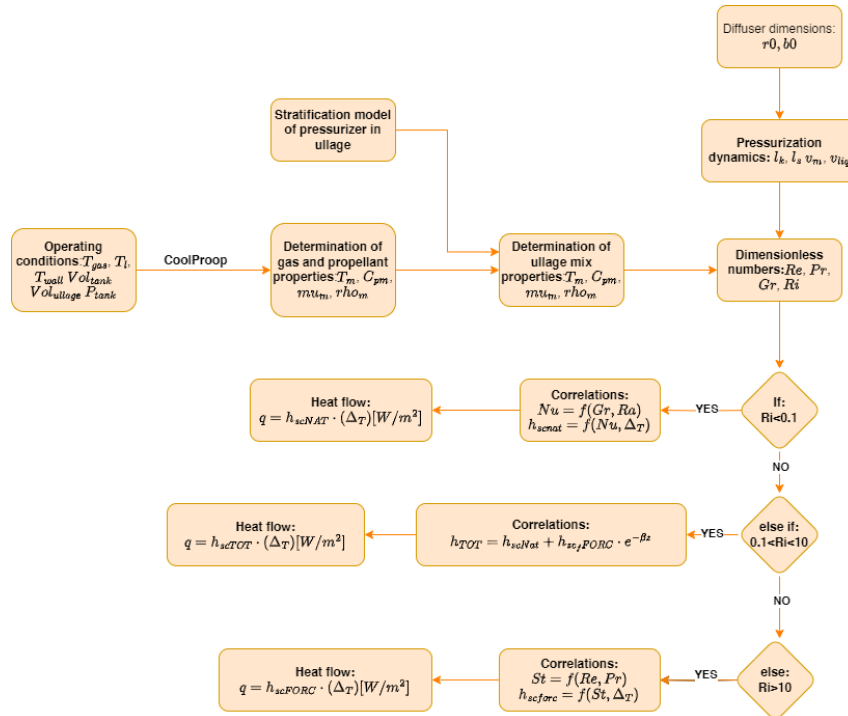 Diffuser dimensions:
r0, b0
Stratification model
of pressurizer in
ullage
Pressurization
dynamics: l_k, l_s v_m, v_liq
Operating
conditions:T_gas, T_l,
T_wall Vol_tank
Vol_ullage P_tank
CoolProop
Determination of
gas and propellant
properties:T_m, C_pm,
mu_m, rho_m
Determination of
ullage mix
properties:T_m, C_pm,
mu_m, rho_m
Dimensionless
numbers:Re, Pr,
Gr, Ri
If:
Ri<0.1
YES
Correlations:
Nu = f(Gr, Ra)
h_scnat = f(Nu, Δ_T)
Heat flow:
q = h_scNAT · (Δ_T)[W/m²]
NO
else if:
0.1<Ri<10
YES
Correlations:
h_TOT = h_scNat + h_sc_fFORC · e^−βz
Heat flow:
q = h_scTOT · (Δ_T)[W/m²]
NO
else:
Ri>10
YES
Correlations:
St = f(Re, Pr)
h_scforc = f(St, Δ_T)
Heat flow:
q = h_scFORC · (Δ_T)[W/m²]